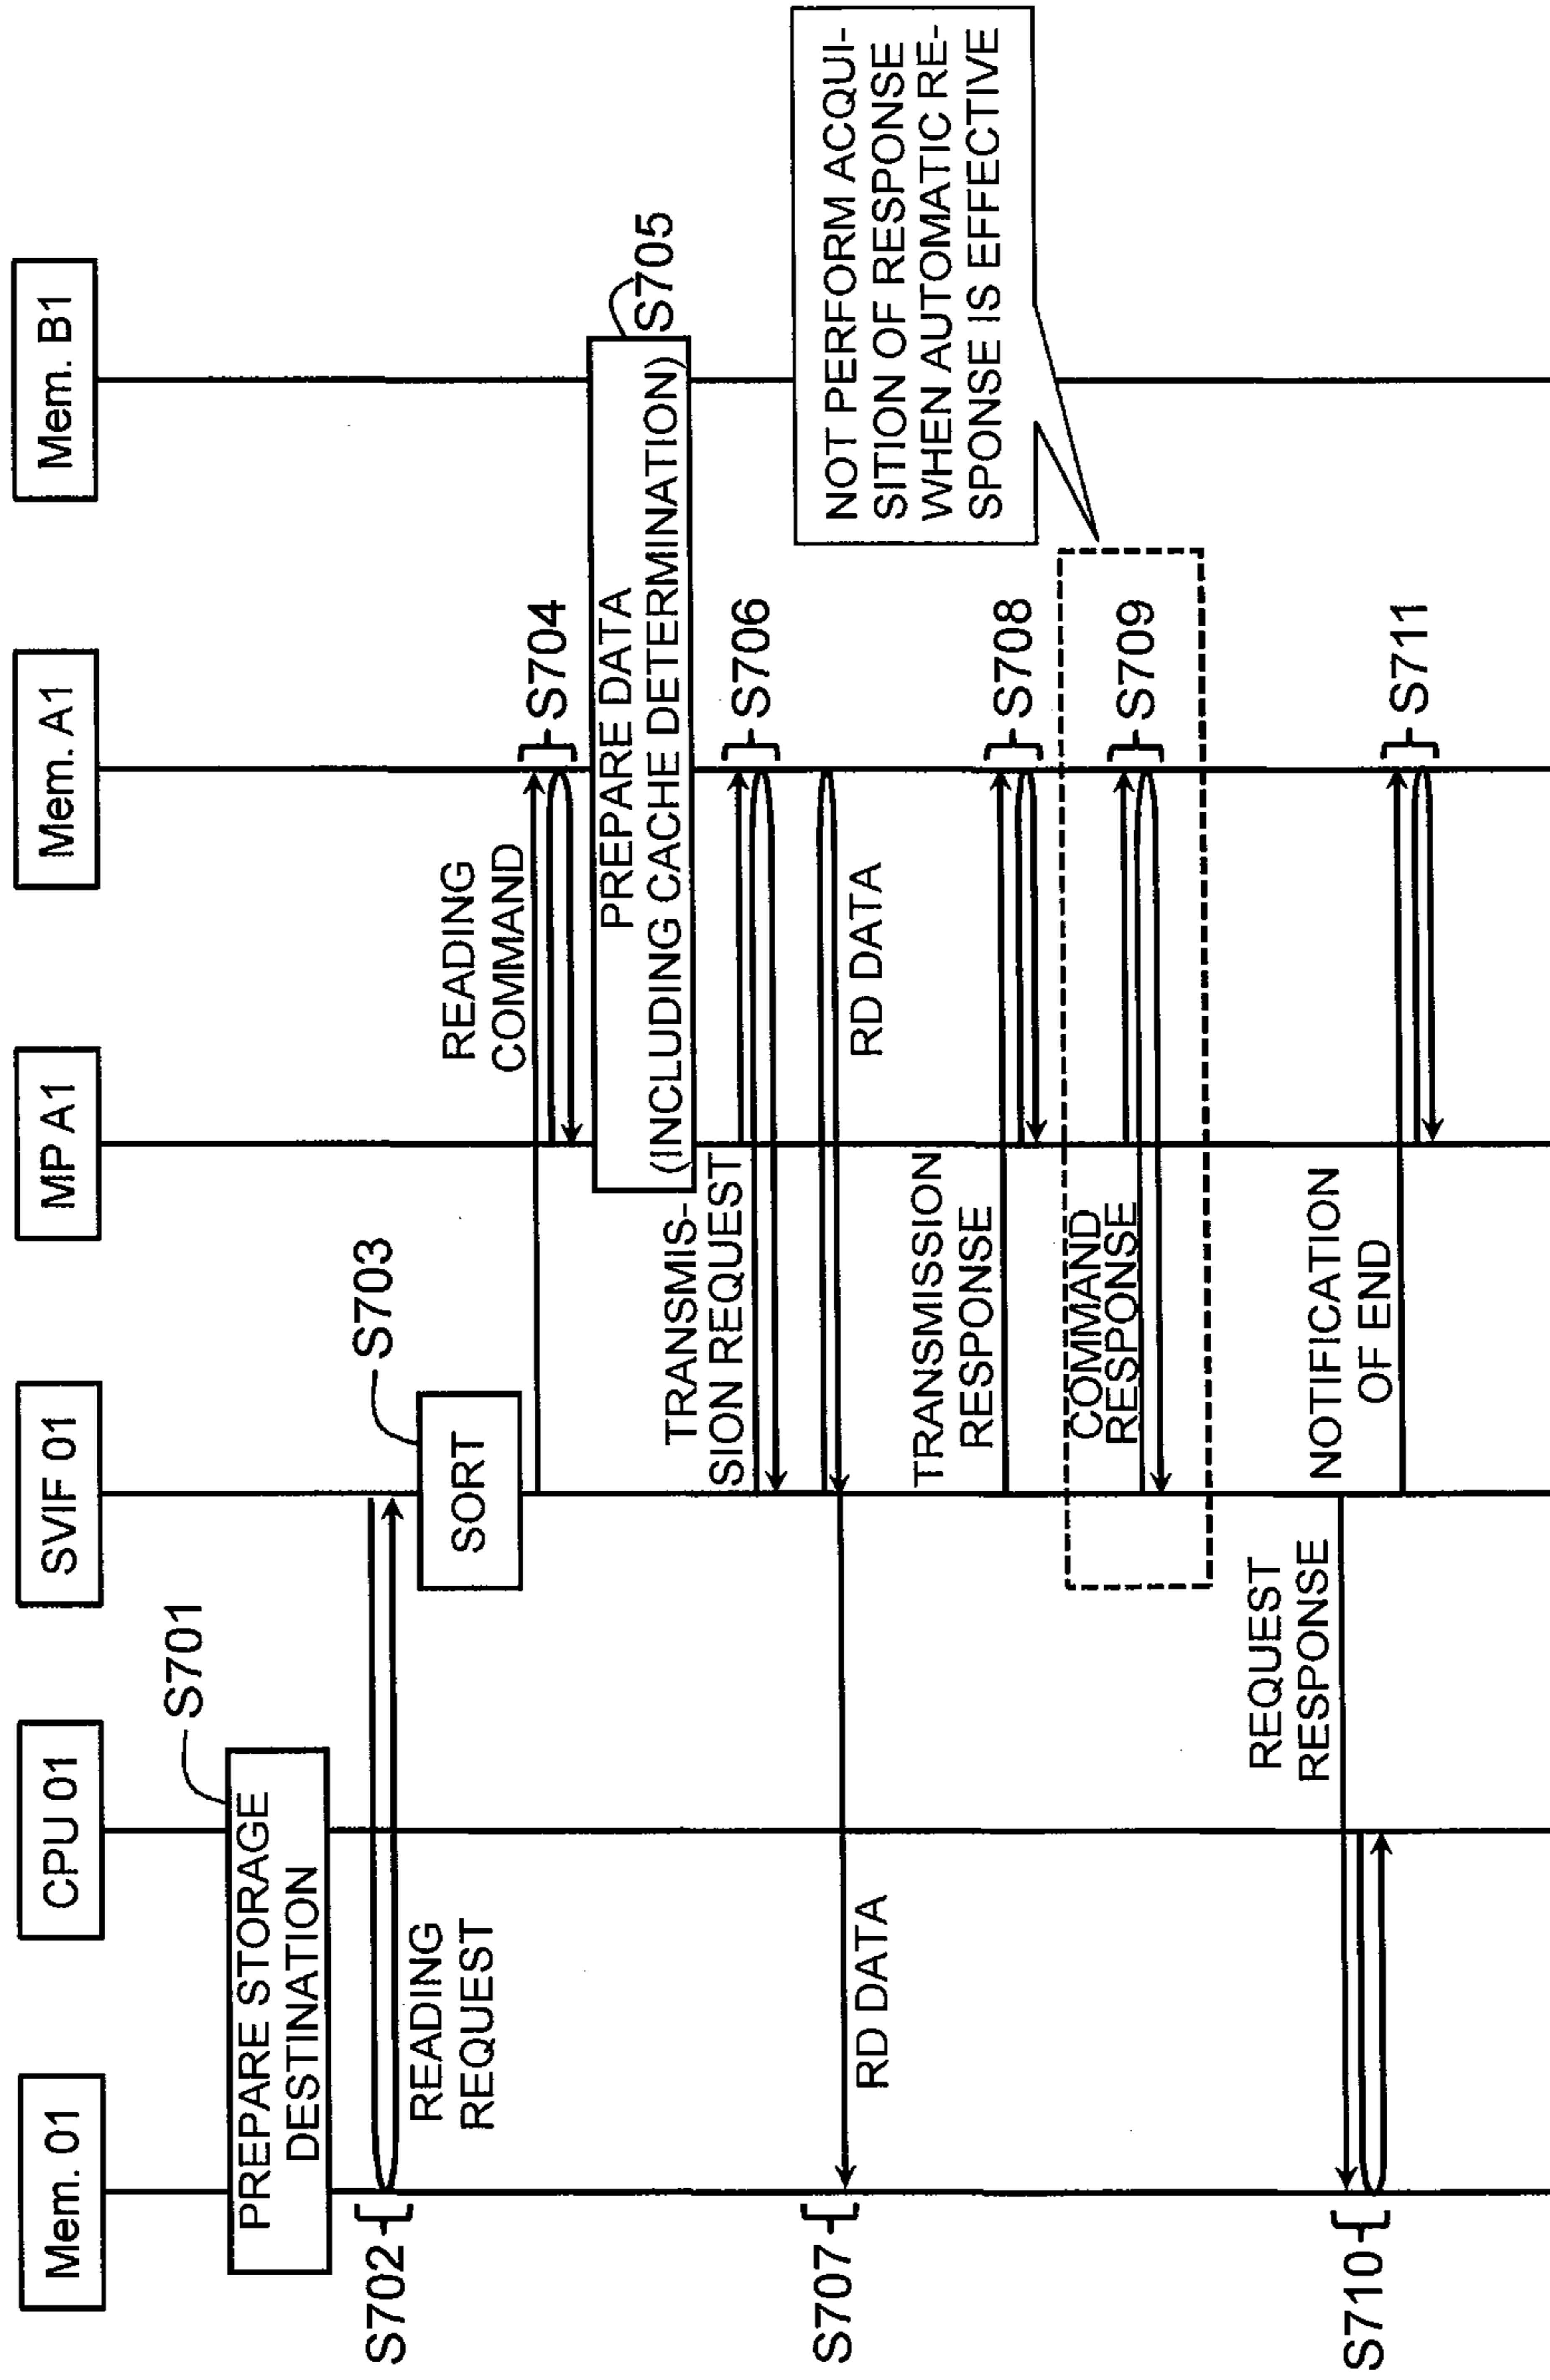 Mem. 01
CPU 01
SVIF 01
MP A1
Mem. A1
Mem. B1
S701
PREPARE STORAGE
DESTINATION
S702
READING
REQUEST
S703
SORT
READING
COMMAND
S704
PREPARE DATA
(INCLUDING CACHE DETERMINATION)
S705
TRANSMIS-
SION REQUEST
S706
S707
RD DATA
RD DATA
TRANSMISSION
RESPONSE
S708
COMMAND
RESPONSE
S709
NOT PERFORM ACQUI-
SITION OF RESPONSE
WHEN AUTOMATIC RE-
SPONSE IS EFFECTIVE
S710
REQUEST
RESPONSE
NOTIFICATION
OF END
S711